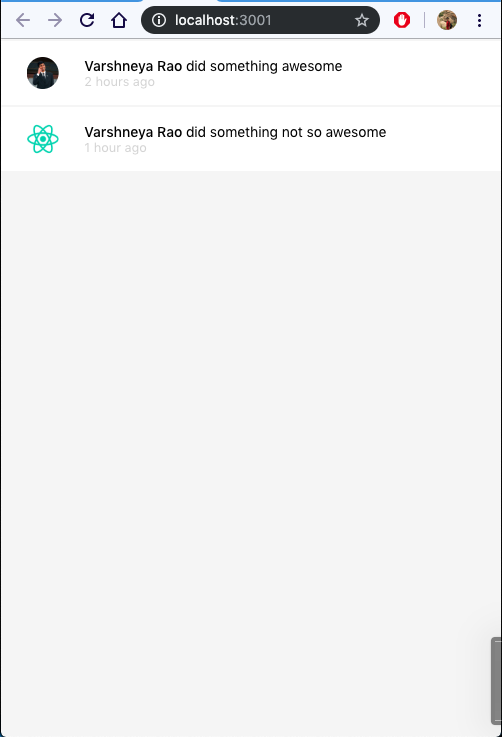 localhost:3001
Varshneya Rao did something awesome
2 hours ago
Varshneya Rao did something not so awesome
1 hour ago